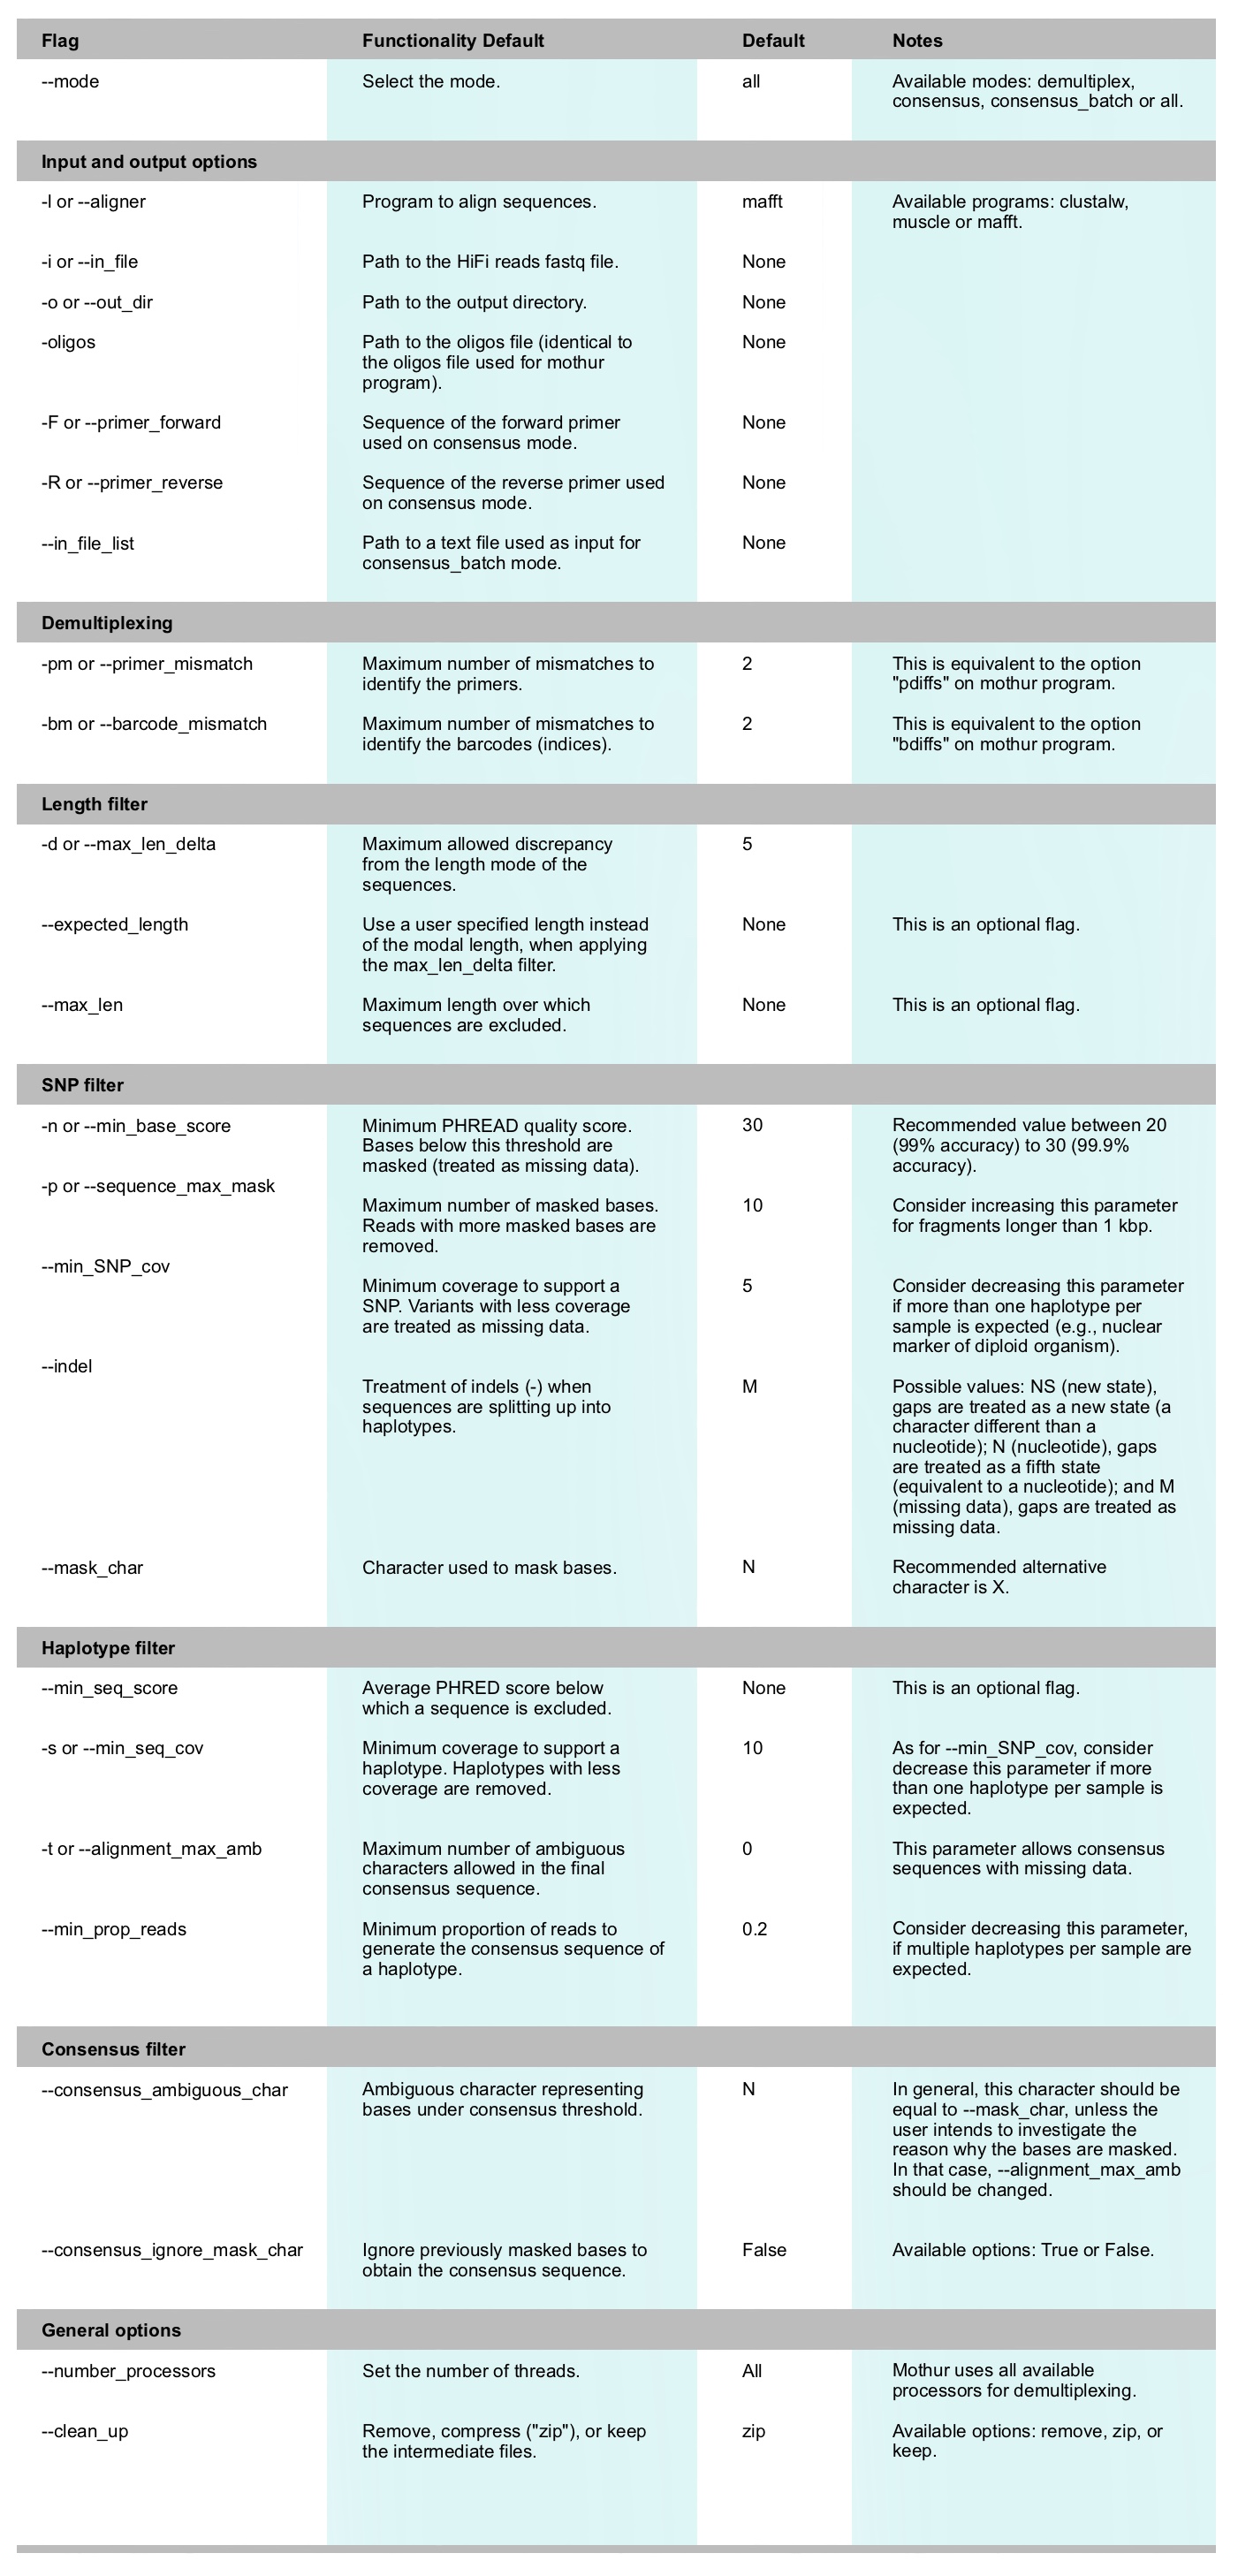 Flag Functionality Default Default Notes
--mode Select the mode. all Available modes: demultiplex,
consensus, consensus_batch or all.
Input and output options
-l or --aligner Program to align sequences. mafft Available programs: clustalw,
muscle or mafft.
-i or --in_file Path to the HiFi reads fastq file. None
-o or --out_dir Path to the output directory. None
-oligos Path to the oligos file (identical to None
the oligos file used for mothur
program).
-F or --primer_forward Sequence of the forward primer None
used on consensus mode.
-R or --primer_reverse Sequence of the reverse primer used None
on consensus mode.
--in_file_list Path to a text file used as input for None
consensus_batch mode.
Demultiplexing
-pm or --primer_mismatch Maximum number of mismatches to 2 This is equivalent to the option
identify the primers. "pdiffs" on mothur program.
-bm or --barcode_mismatch Maximum number of mismatches to 2 This is equivalent to the option
identify the barcodes (indices). "bdiffs" on mothur program.
Length filter
-d or --max_len_delta Maximum allowed discrepancy 5
from the length mode of the
sequences.
--expected_length Use a user specified length instead None This is an optional flag.
of the modal length, when applying
the max_len_delta filter.
--max_len Maximum length over which None This is an optional flag.
sequences are excluded.
SNP filter
-n or --min_base_score Minimum PHREAD quality score. 30 Recommended value between 20
Bases below this threshold are (99% accuracy) to 30 (99.9%
masked (treated as missing data). accuracy).
-p or --sequence_max_mask
Maximum number of masked bases. 10 Consider increasing this parameter
Reads with more masked bases are for fragments longer than 1 kbp.
removed.
--min_SNP_cov
Minimum coverage to support a 5 Consider decreasing this parameter
SNP. Variants with less coverage if more than one haplotype per
are treated as missing data. sample is expected (e.g., nuclear
marker of diploid organism).
--indel
Treatment of indels (-) when M Possible values: NS (new state),
sequences are splitting up into gaps are treated as a new state (a
haplotypes. character different than a
nucleotide); N (nucleotide), gaps
are treated as a fifth state
(equivalent to a nucleotide); and M
(missing data), gaps are treated as
missing data.
--mask_char Character used to mask bases. N Recommended alternative
character is X.
Haplotype filter
--min_seq_score Average PHRED score below None This is an optional flag.
which a sequence is excluded.
-s or --min_seq_cov Minimum coverage to support a 10 As for --min_SNP_cov, consider
haplotype. Haplotypes with less decrease this parameter if more
coverage are removed. than one haplotype per sample is
expected.
-t or --alignment_max_amb Maximum number of ambiguous 0 This parameter allows consensus
characters allowed in the final sequences with missing data.
consensus sequence.
--min_prop_reads Minimum proportion of reads to 0.2 Consider decreasing this parameter,
generate the consensus sequence of if multiple haplotypes per sample are
a haplotype. expected.
Consensus filter
--consensus_ambiguous_char Ambiguous character representing N In general, this character should be
bases under consensus threshold. equal to --mask_char, unless the
user intends to investigate the
reason why the bases are masked.
In that case, --alignment_max_amb
should be changed.
--consensus_ignore_mask_char Ignore previously masked bases to False Available options: True or False.
obtain the consensus sequence.
General options
--number_processors Set the number of threads. All Mothur uses all available
processors for demultiplexing.
--clean_up Remove, compress ("zip"), or keep zip Available options: remove, zip, or
the intermediate files. keep.